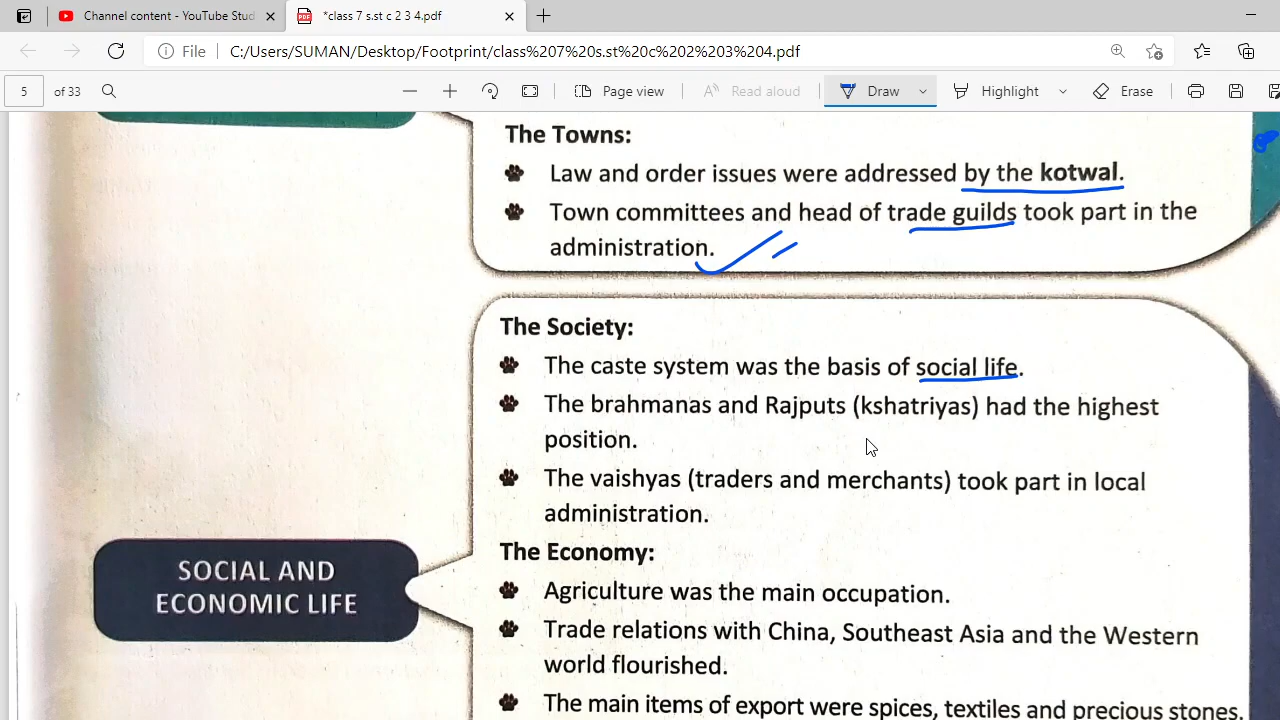 Channel content - YouTube Stud
*class 7 s.st c 2 3 4.pdf
File C:/Users/SUMAN/Desktop/Footprint/class%207%20s.st%20c%202%203%204.pdf
5 of 33 Page view Read aloud Draw Highlight Erase
The Towns:
Law and order issues were addressed by the kotwal.
Town committees and head of trade guilds took part in the
administration.
The Society:
The caste system was the basis of social life.
The brahmanas and Rajputs (kshatriyas) had the highest
position.
The vaishyas (traders and merchants) took part in local
administration.
The Economy:
SOCIAL AND
ECONOMIC LIFE
Agriculture was the main occupation.
Trade relations with China, Southeast Asia and the Western
world flourished.
The main items of export were spices, textiles and precious stones.